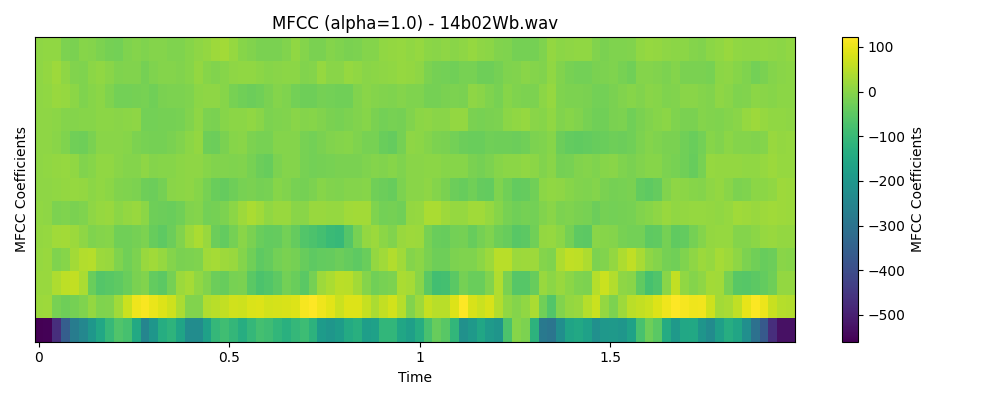 MFCC (alpha=1.0) - 14b02Wb.wav
MFCC Coefficients
0
0.5
1
1.5
Time
100
0
−100
−200
−300
−400
−500
MFCC Coefficients